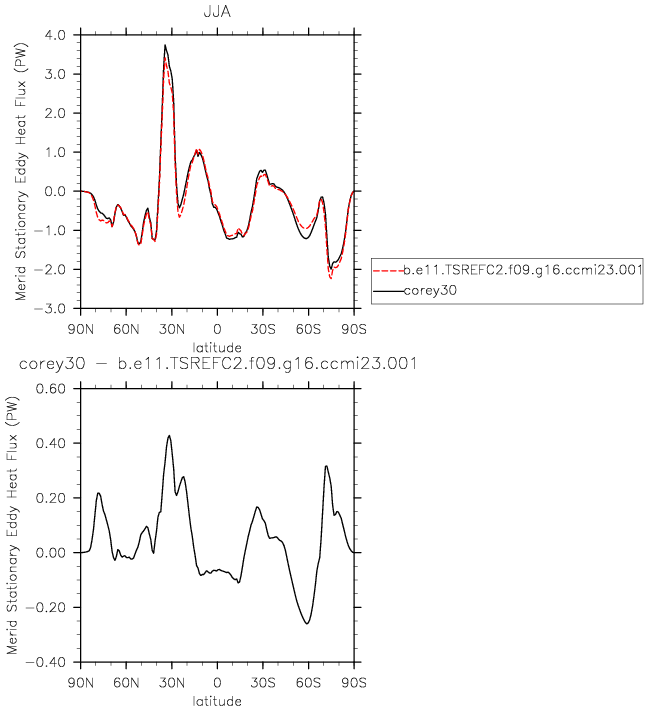 JJA
Merid Stationary Eddy Heat Flux (PW)
4.0
3.0
2.0
1.0
0.0
-1.0
-2.0
-3.0
90N 60N 30N 0 30S 60S 90S
latitude
b.e11.TSREFC2.f09.g16.ccmi23.001
corey30
corey30 - b.e11.TSREFC2.f09.g16.ccmi23.001
Merid Stationary Eddy Heat Flux (PW)
0.60
0.40
0.20
0.00
-0.20
-0.40
90N 60N 30N 0 30S 60S 90S
latitude